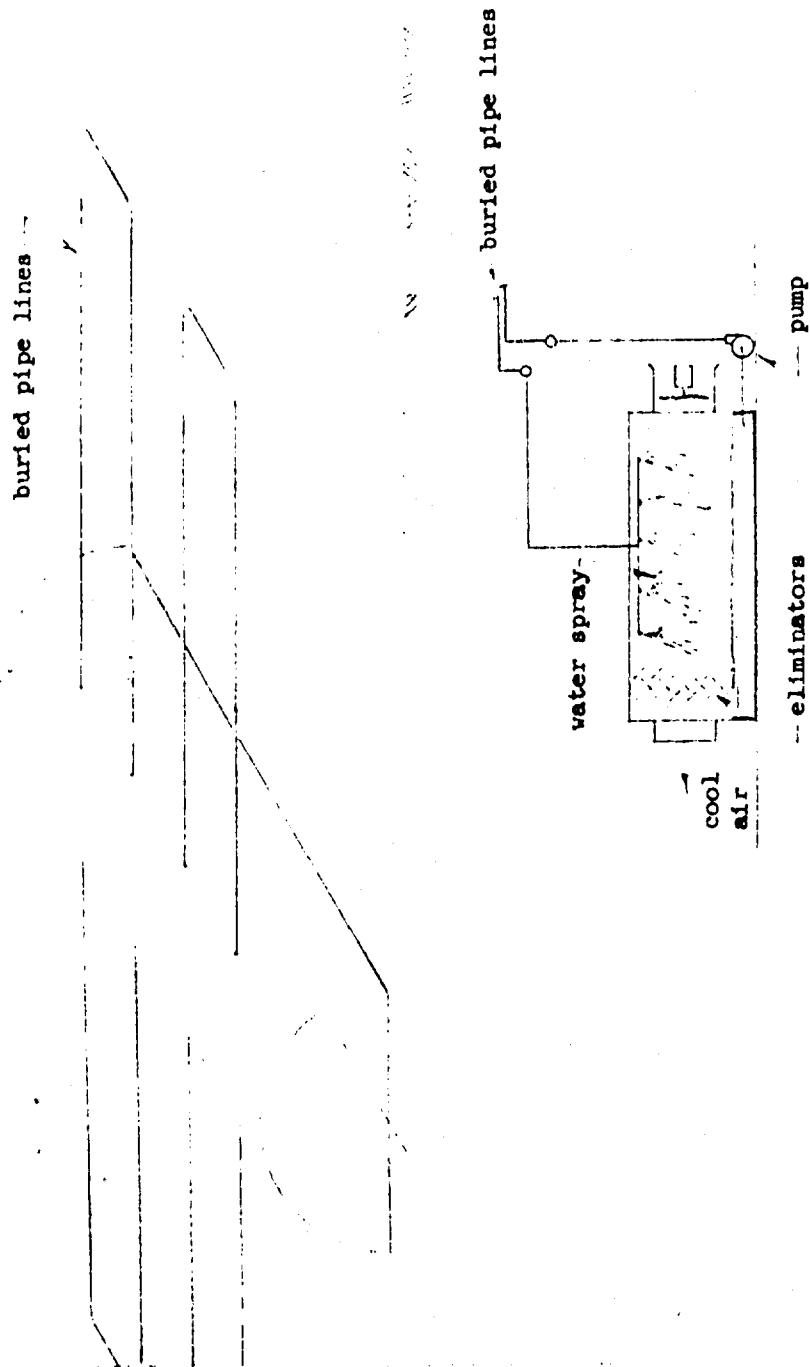 buried pipe lines
buried pipe lines
water spray
cool
air
eliminators
pump